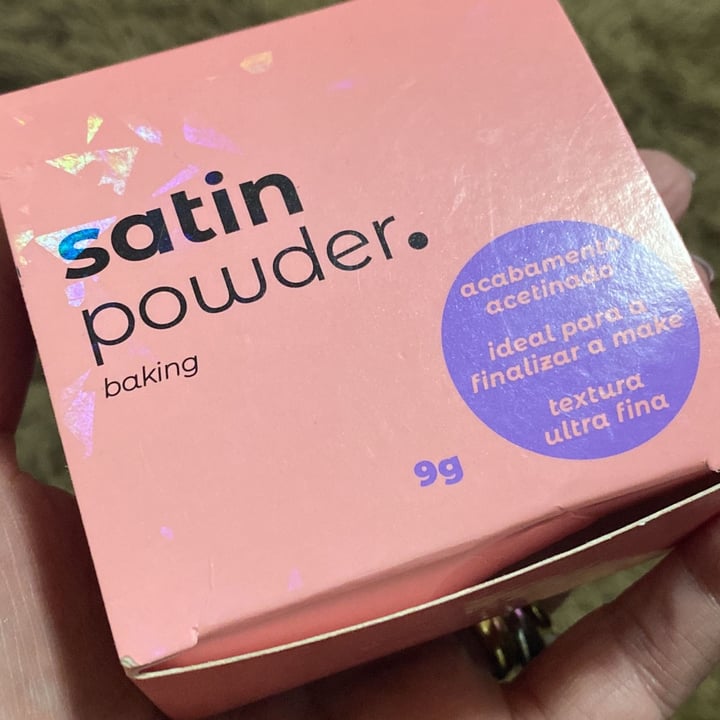 satin
powder.
baking
acabamento
acetinado
ideal para a
finalizar a make
textura
ultra fina
9g